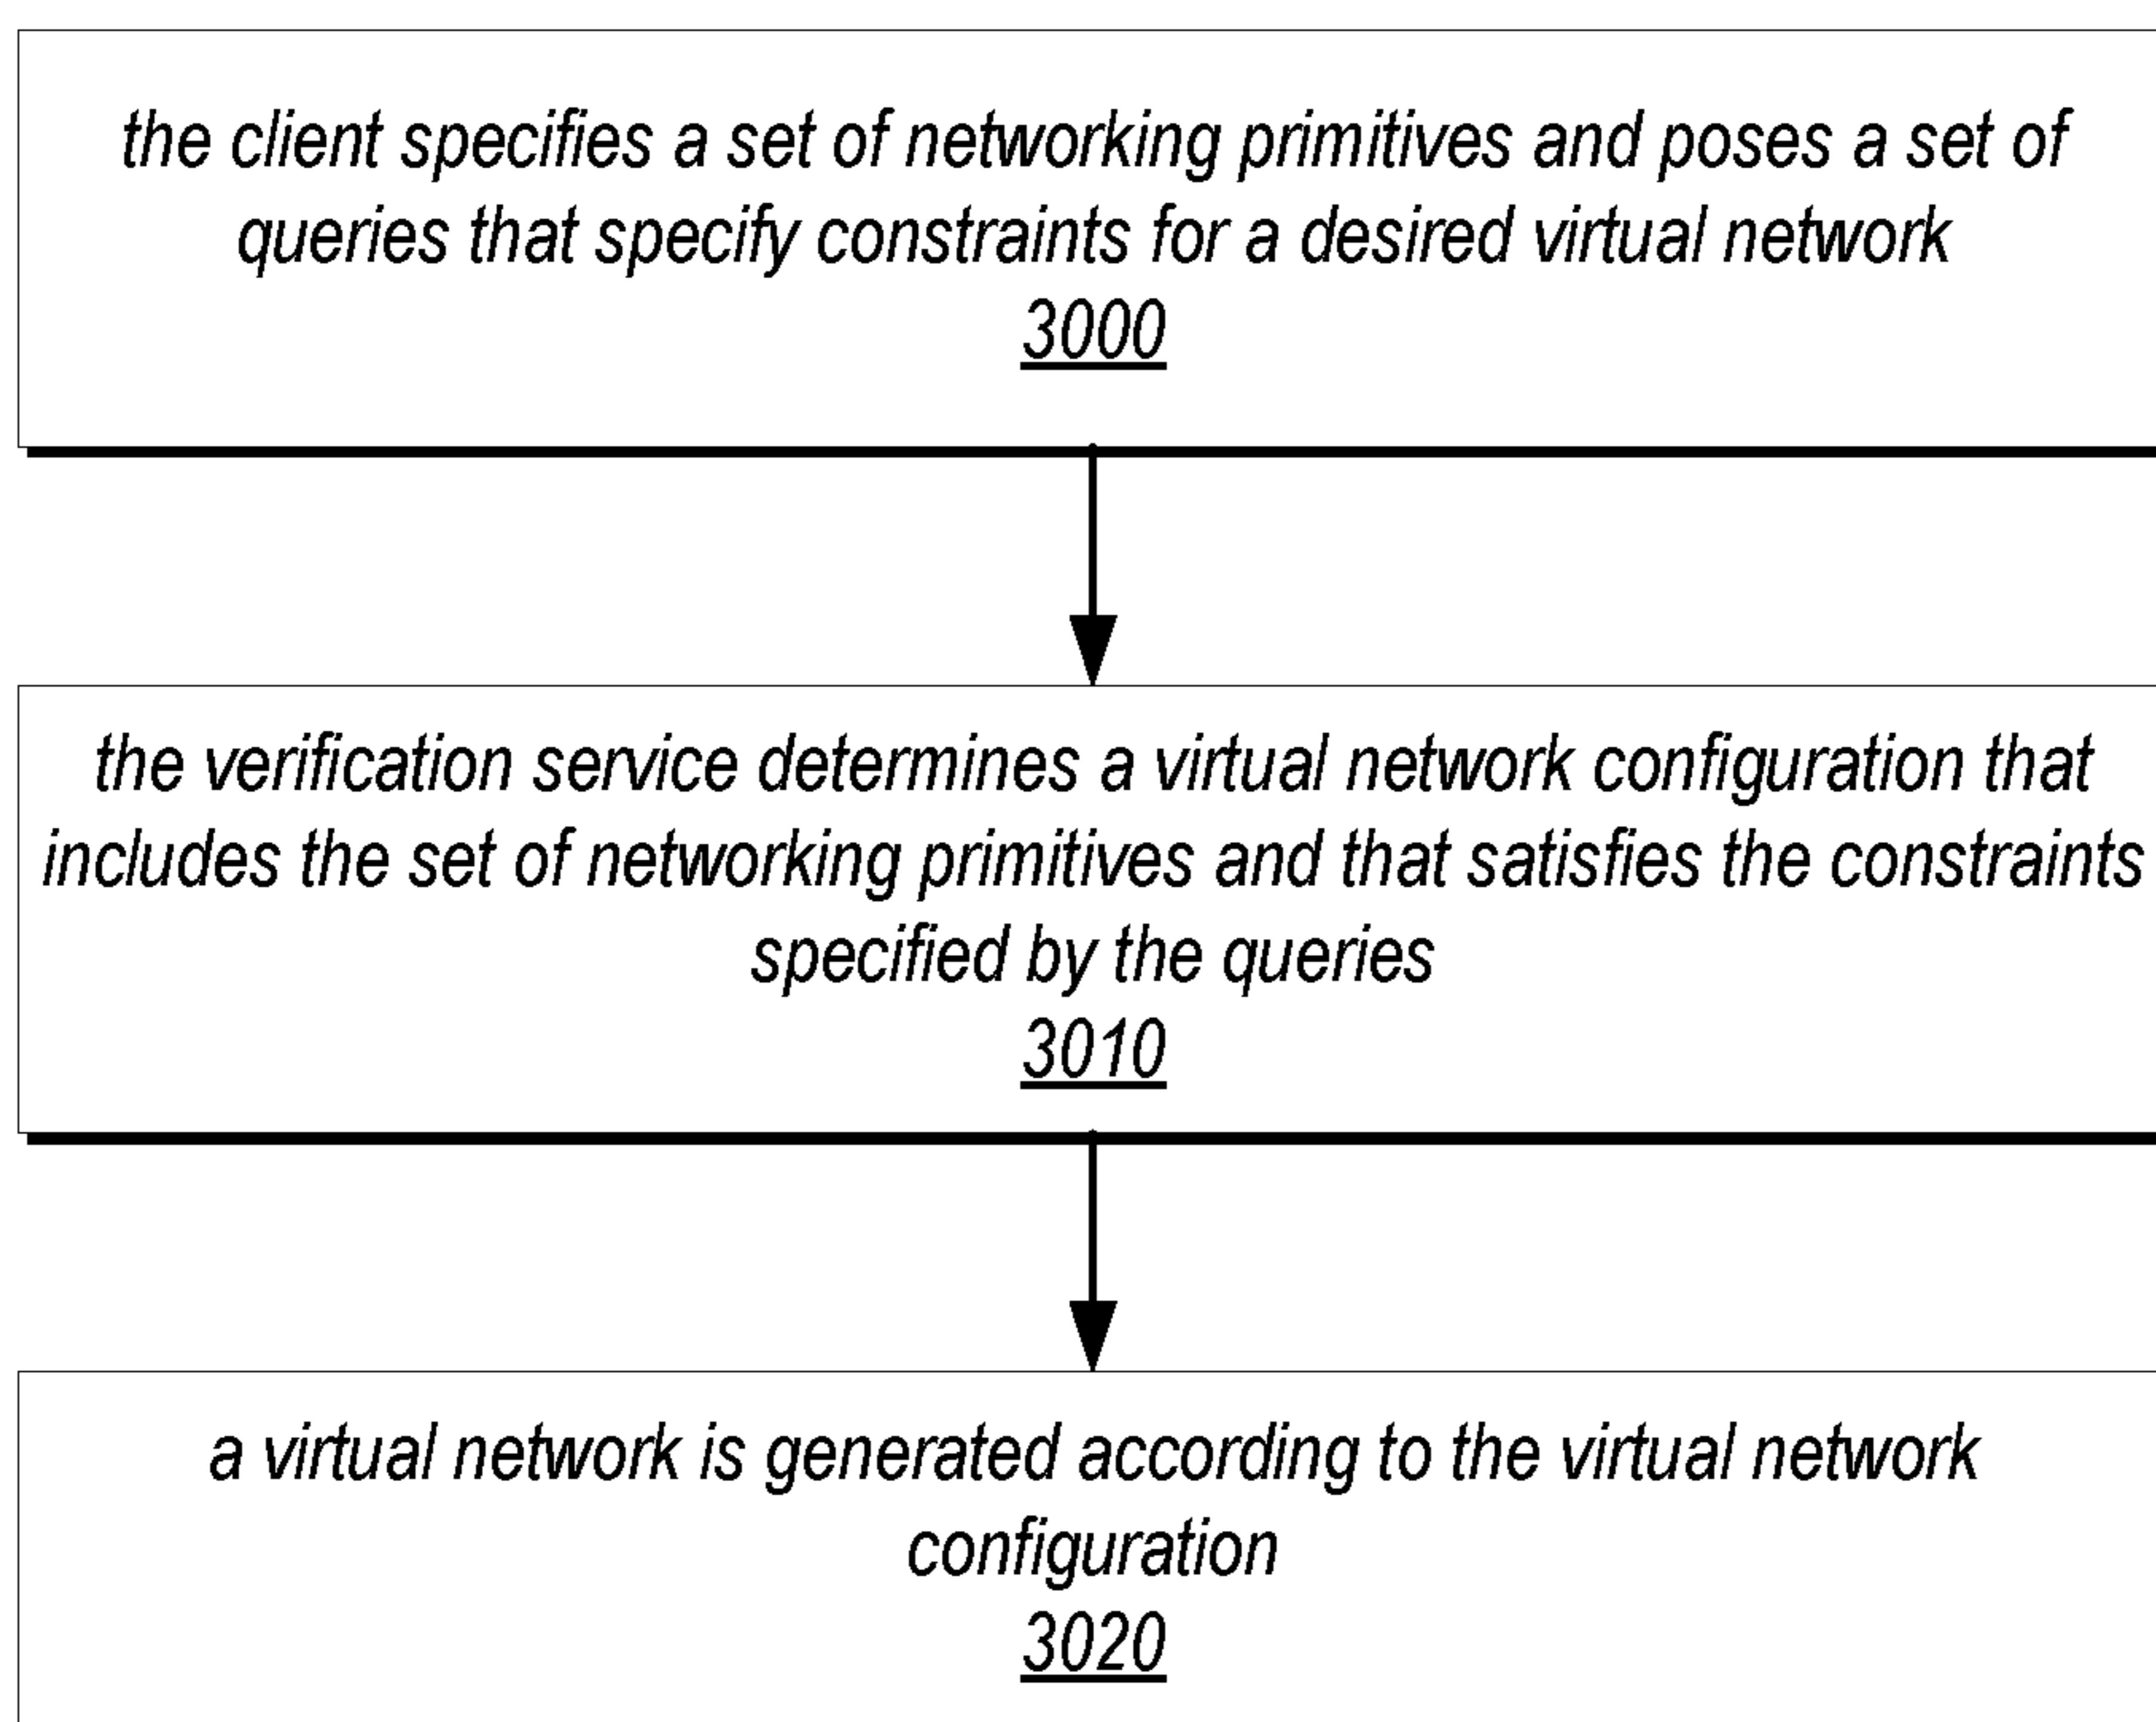 the client specifies a set of networking primitives and poses a set of
queries that specify constraints for a desired virtual network
3000
the verification service determines a virtual network configuration that
includes the set of networking primitives and that satisfies the constraints
specified by the queries
3010
a virtual network is generated according to the virtual network
configuration
3020